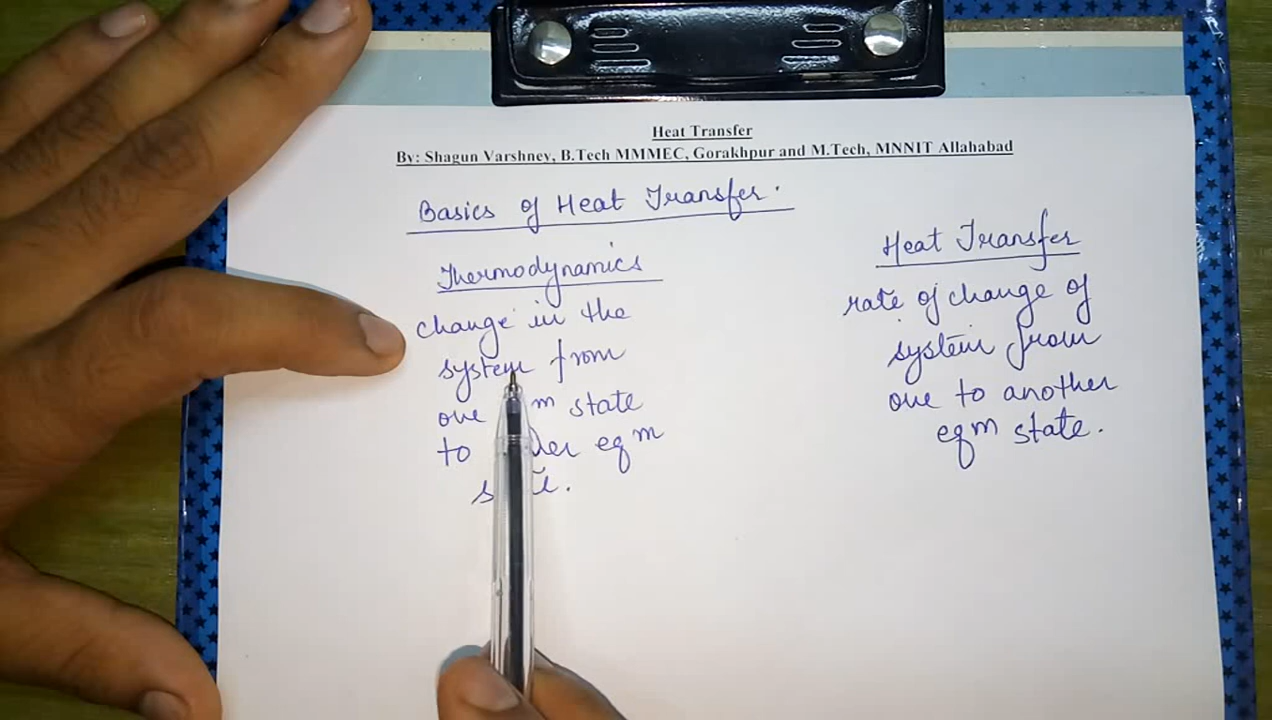 Heat Transfer
By: Shagun Varshney, B.Tech MMMEC, Gorakhpur and M.Tech, MNNIT Allahabad
Basics of Heat Transfer.
Thermodynamics
change in the
system from
one state
to eqm
Heat Transfer
rate of change of
system from
one to another
eqm state.